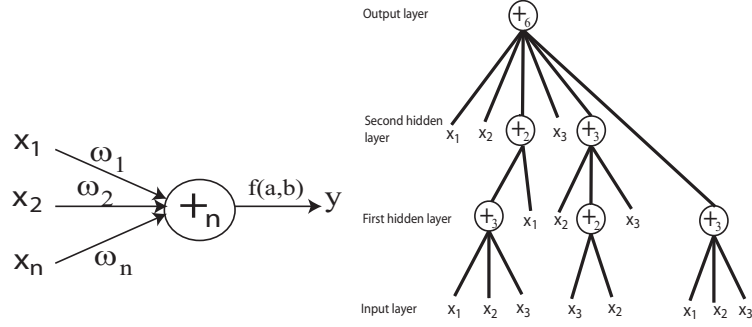 x1 ω1
x2 ω2 +n f(a,b) y
xn ωn
Output layer +6
Second hidden layer x1 x2 +2 x3 +3
First hidden layer +3 x1 x2 +2 x3 +3
Input layer x1 x2 x3 x3 x2 x1 x2 x3